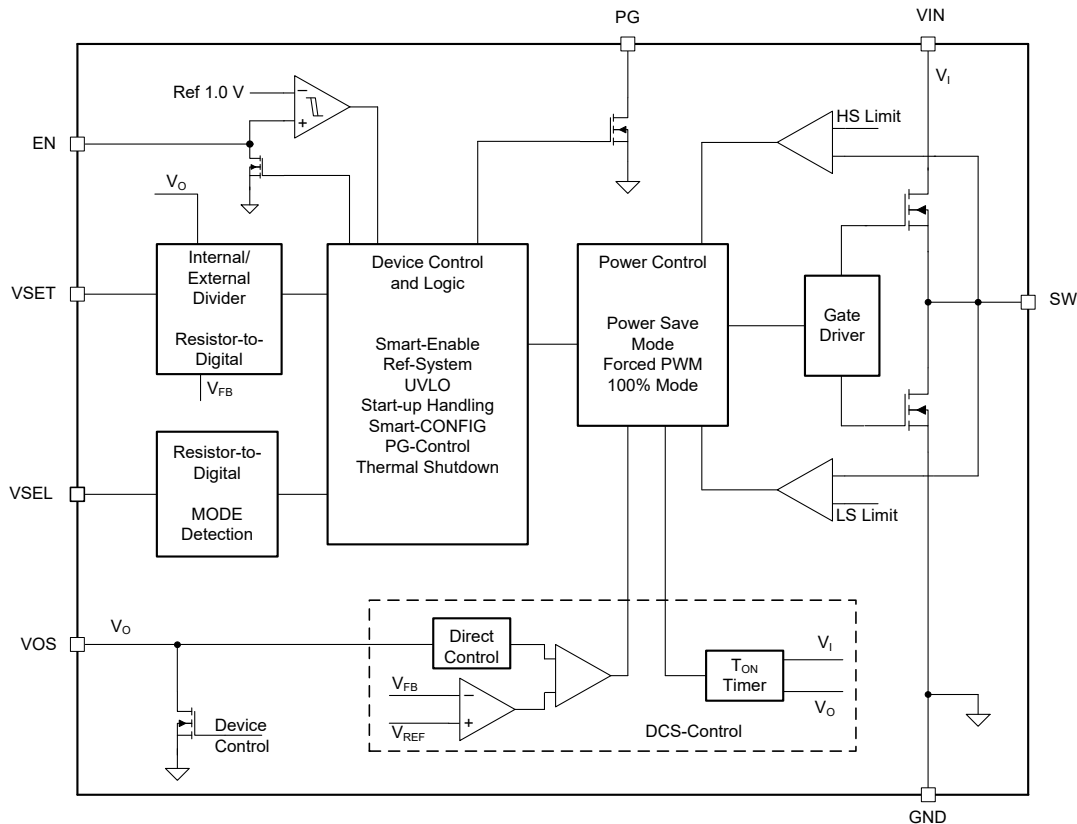 PG
VIN
V_I
Ref 1.0 V
−
+
HS Limit
EN
V_O
Internal/
External
Divider
Resistor-to-
Digital
V_FB
VSET
Device Control
and Logic
Smart-Enable
Ref-System
UVLO
Start-up Handling
Smart-CONFIG
PG-Control
Thermal Shutdown
Power Control
Power Save
Mode
Forced PWM
100% Mode
Gate
Driver
SW
Resistor-to-
Digital
MODE
Detection
VSEL
LS Limit
VOS
V_O
Direct
Control
V_FB
−
V_REF
+
T_ON
Timer
V_I
V_O
DCS-Control
Device
Control
GND